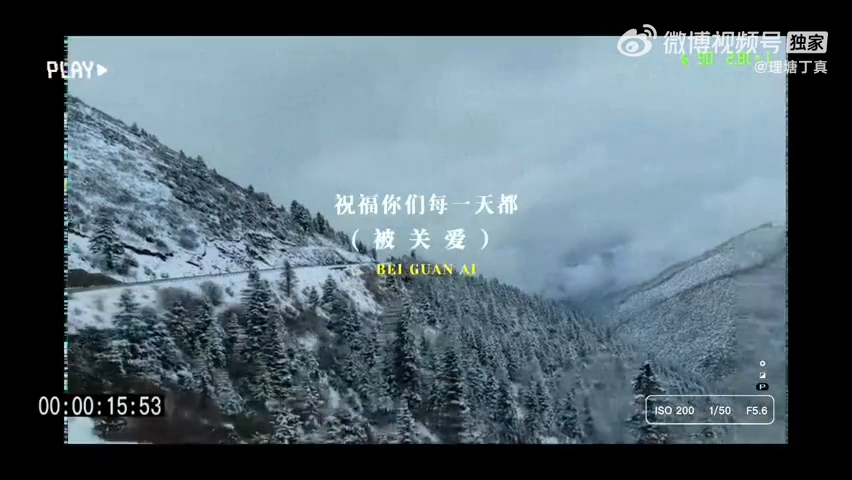 微博视频号 独家
@理塘丁真
PLAY
祝福你们每一天都
(被关爱)
BEI GUAN AI
P
00:00:15:53
ISO 200 1/50 F5.6